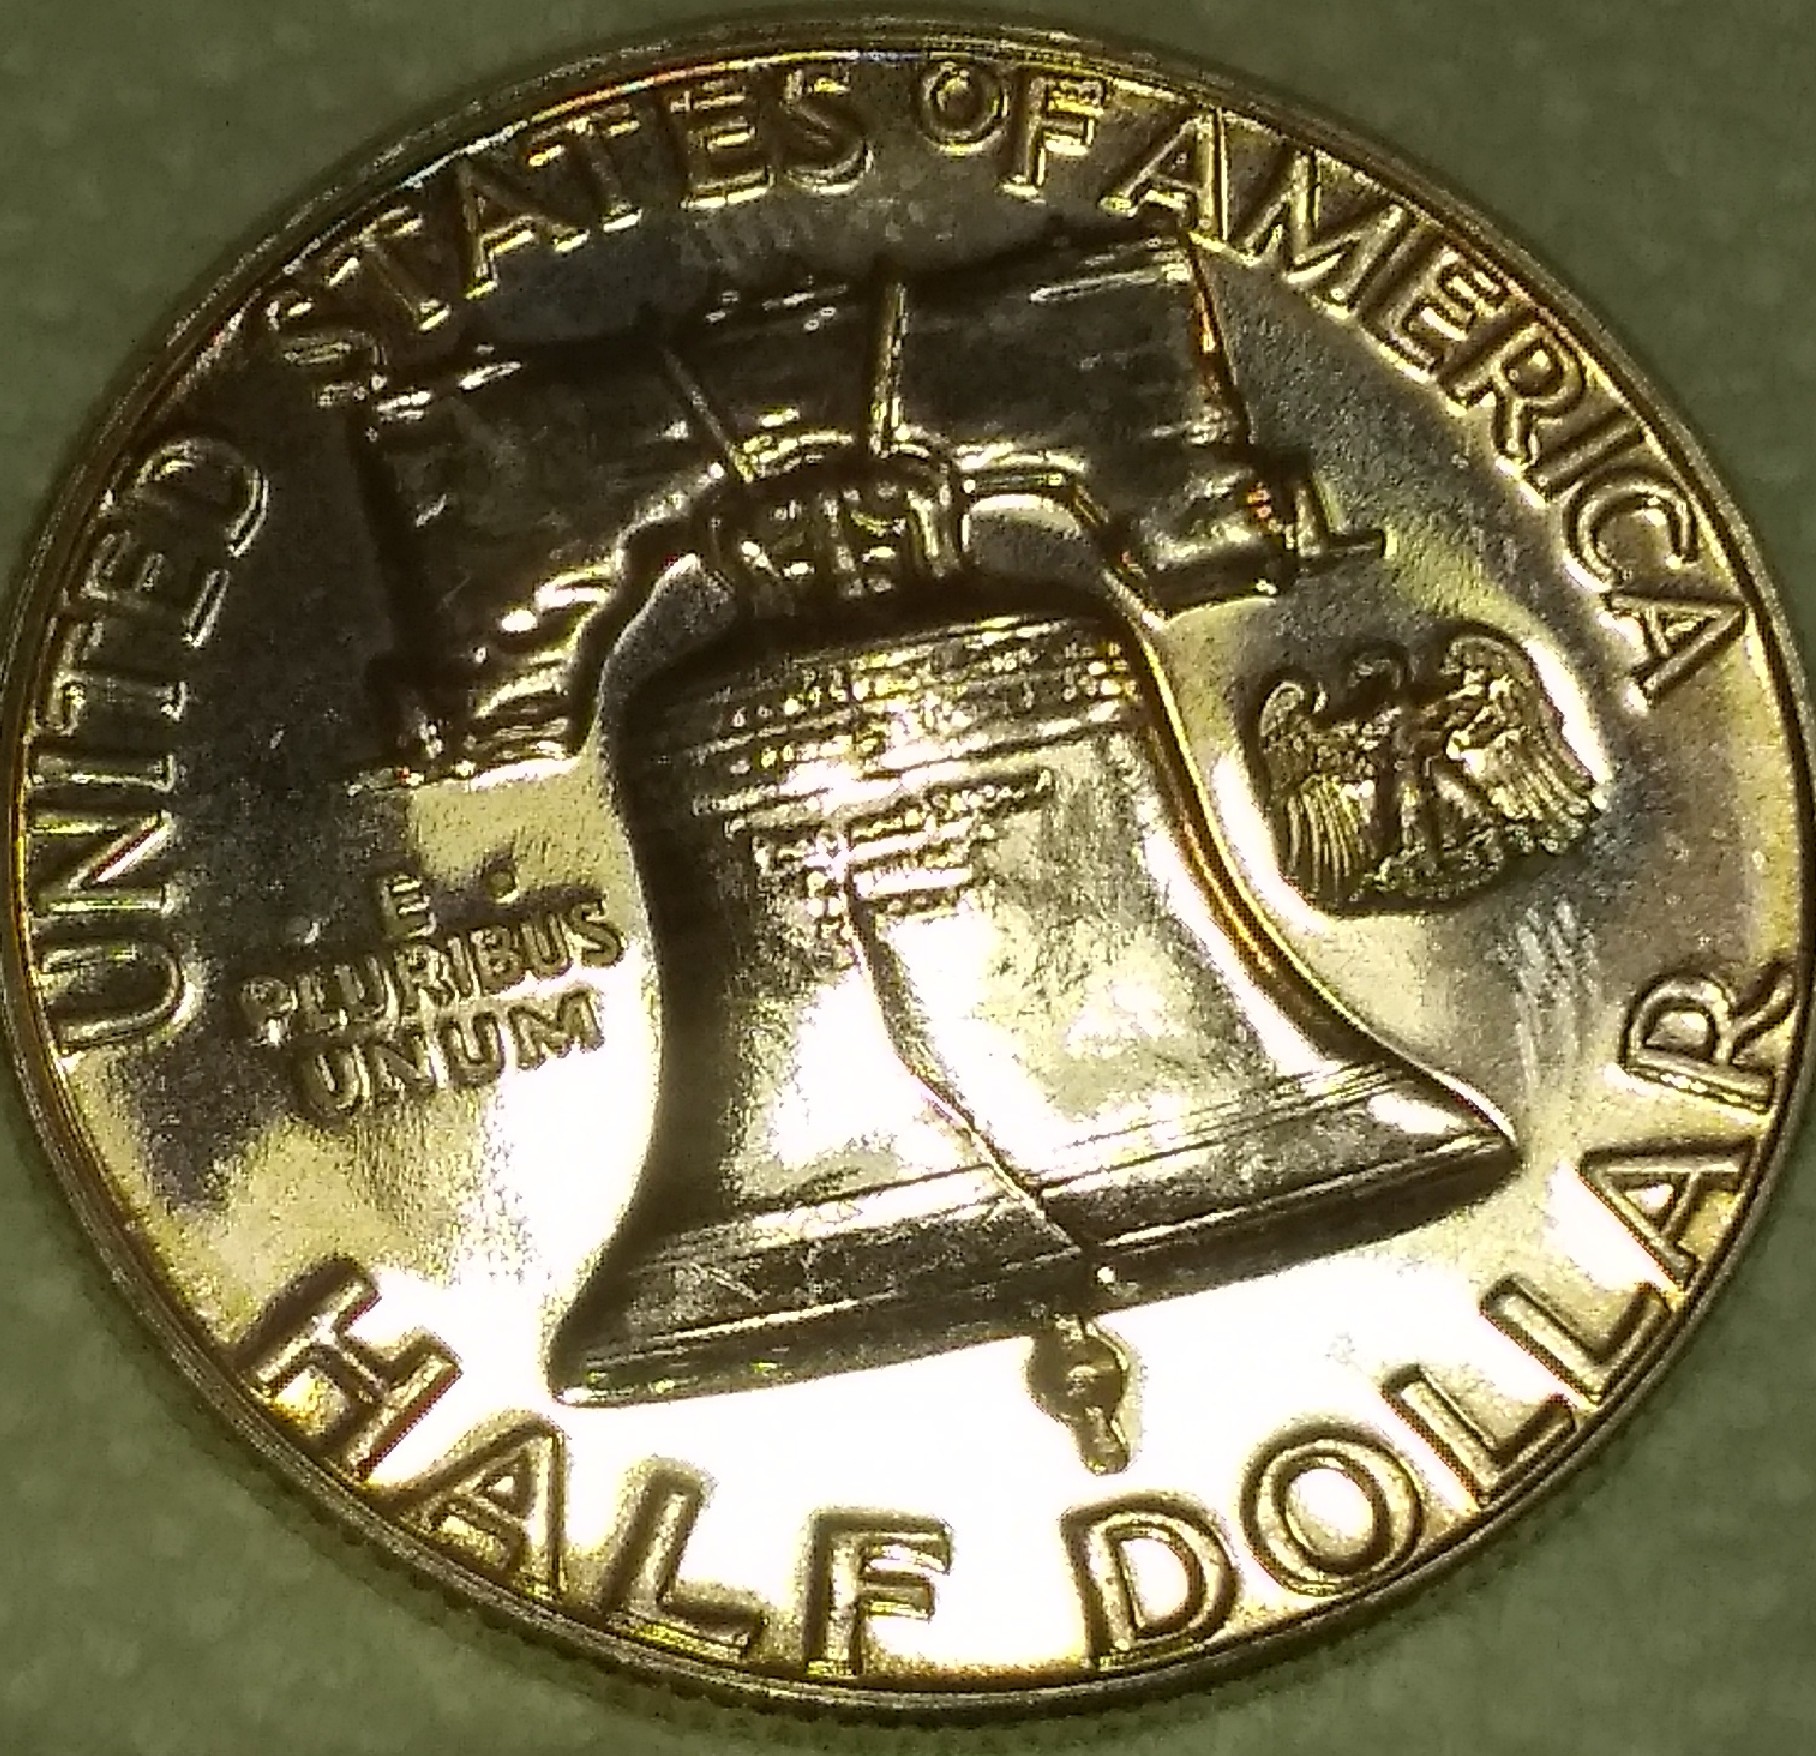 UNITED STATES OF AMERICA
E
PLURIBUS
UNUM
HALF DOLLAR